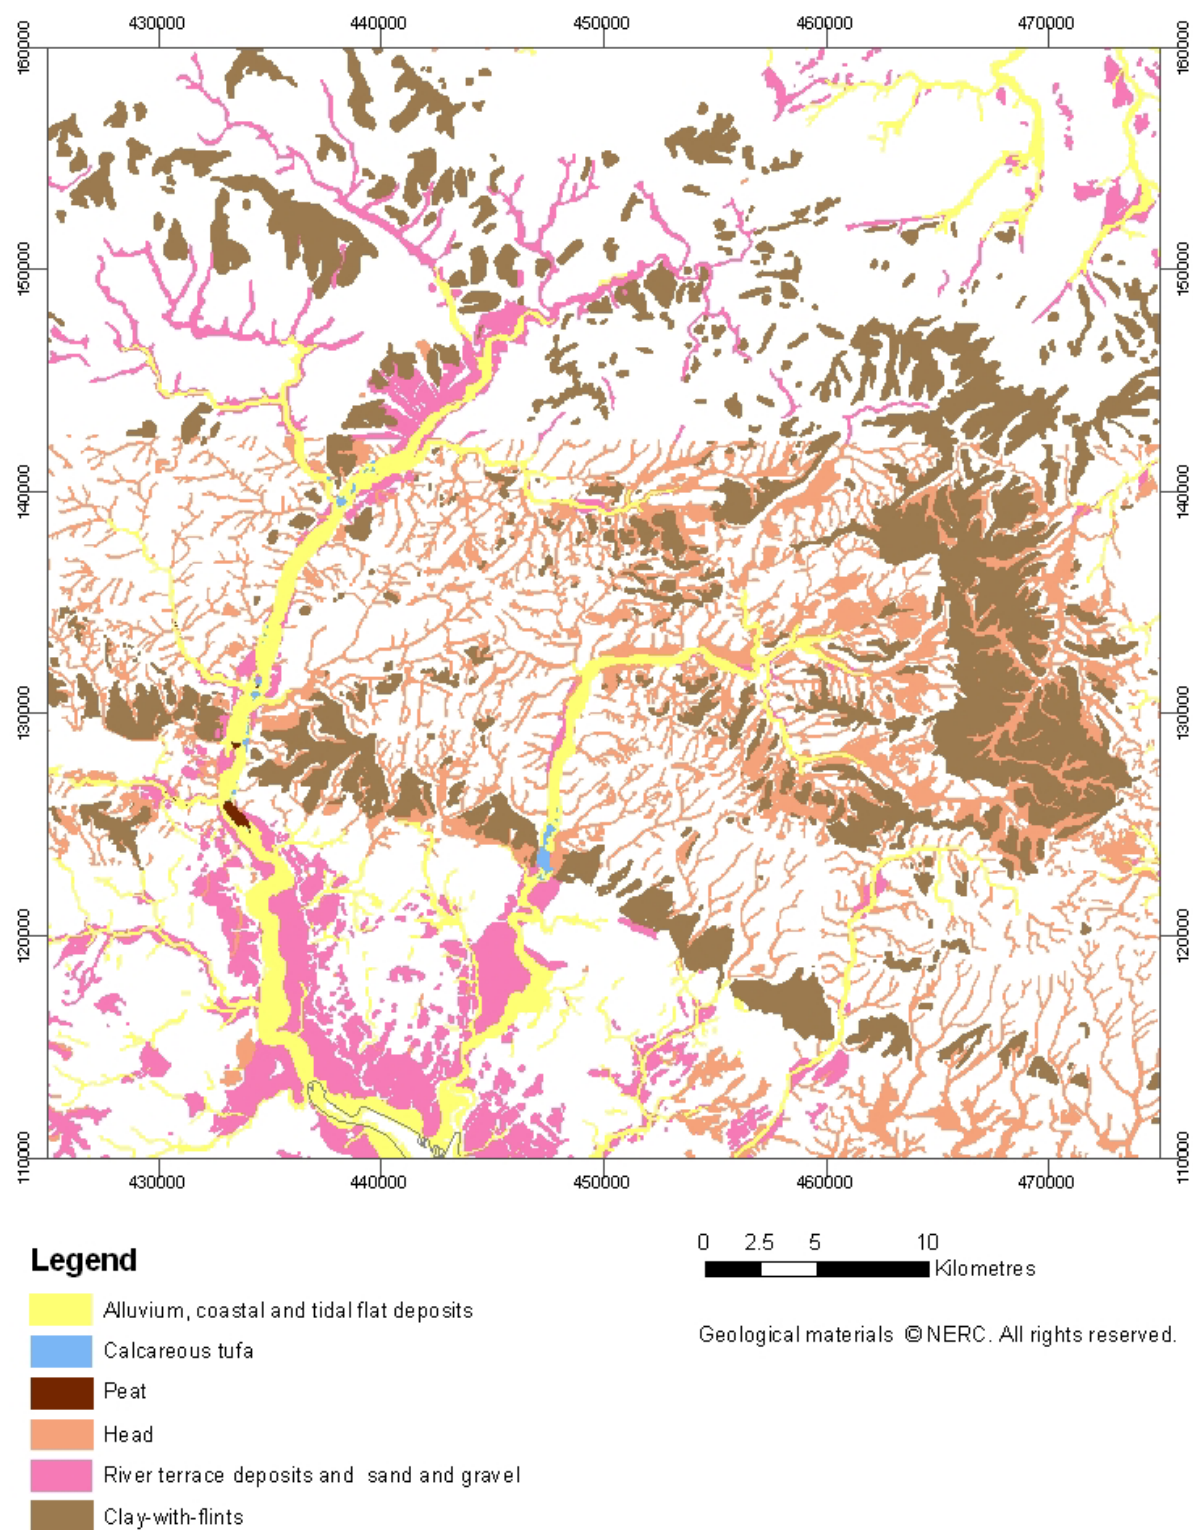 430000 440000 450000 460000 470000
160000 160000
150000 150000
140000 140000
130000 130000
120000 120000
110000 110000
430000 440000 450000 460000 470000
Legend
0 2.5 5 10
Kilometres
Alluvium, coastal and tidal flat deposits
Geological materials © NERC. All rights reserved.
Calcareous tufa
Peat
Head
River terrace deposits and sand and gravel
Clay-with-flints